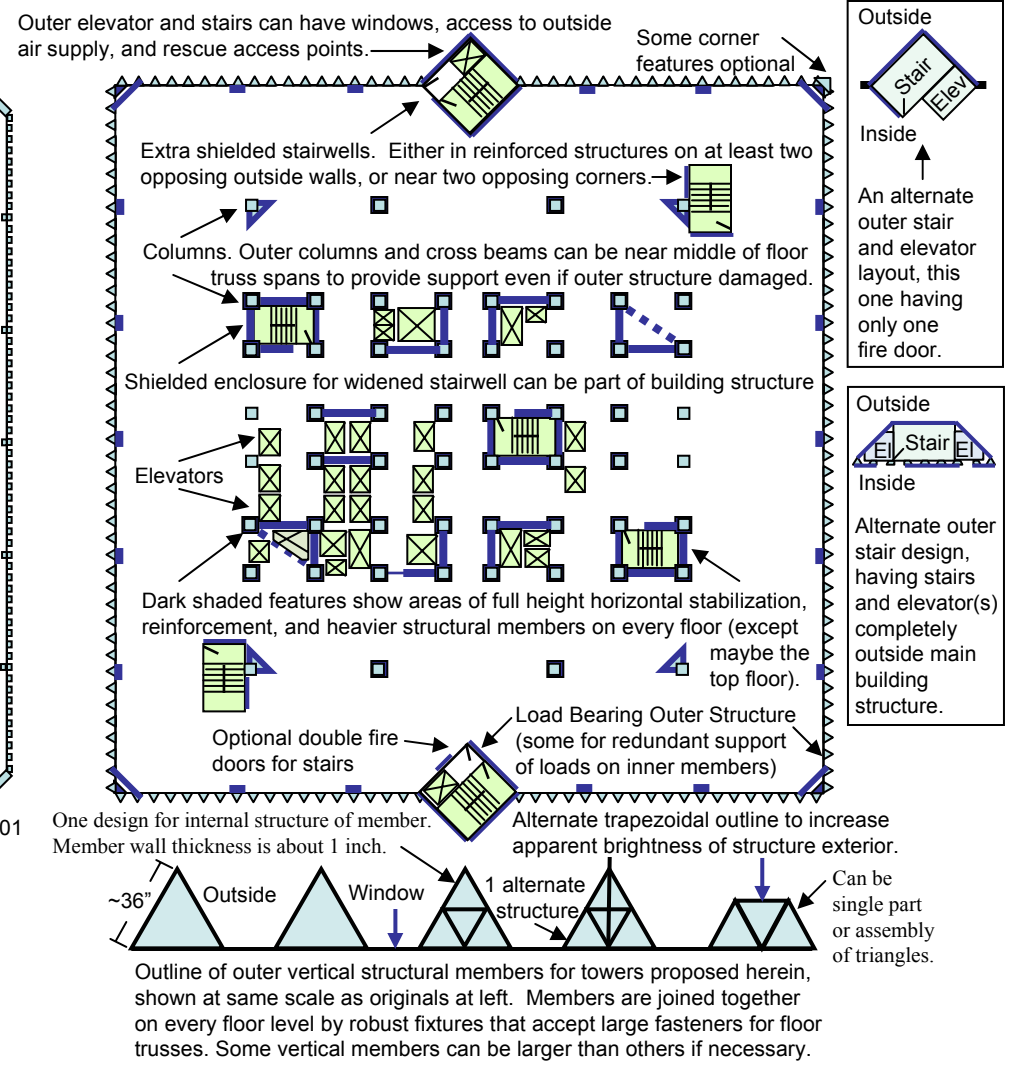 Outer elevator and stairs can have windows, access to outside
air supply, and rescue access points.
Some corner
features optional
Extra shielded stairwells.  Either in reinforced structures on at least two
opposing outside walls, or near two opposing corners.
Columns. Outer columns and cross beams can be near middle of floor
truss spans to provide support even if outer structure damaged.
Shielded enclosure for widened stairwell can be part of building structure
Elevators
Dark shaded features show areas of full height horizontal stabilization,
reinforcement, and heavier structural members on every floor (except
maybe the
top floor).
Optional double fire
doors for stairs
Load Bearing Outer Structure
(some for redundant support
of loads on inner members)
Outside
Stair
Elev
Inside
An alternate
outer stair
and elevator
layout, this
one having
only one
fire door.
Outside
El
Stair
El
Inside
Alternate outer
stair design,
having stairs
and elevator(s)
completely
outside main
building
structure.
01
One design for internal structure of member.
Member wall thickness is about 1 inch.
Alternate trapezoidal outline to increase
apparent brightness of structure exterior.
~36”
Outside
Window
1 alternate
structure
Can be
single part
or assembly
of triangles.
Outline of outer vertical structural members for towers proposed herein,
shown at same scale as originals at left.  Members are joined together
on every floor level by robust fixtures that accept large fasteners for floor
trusses. Some vertical members can be larger than others if necessary.